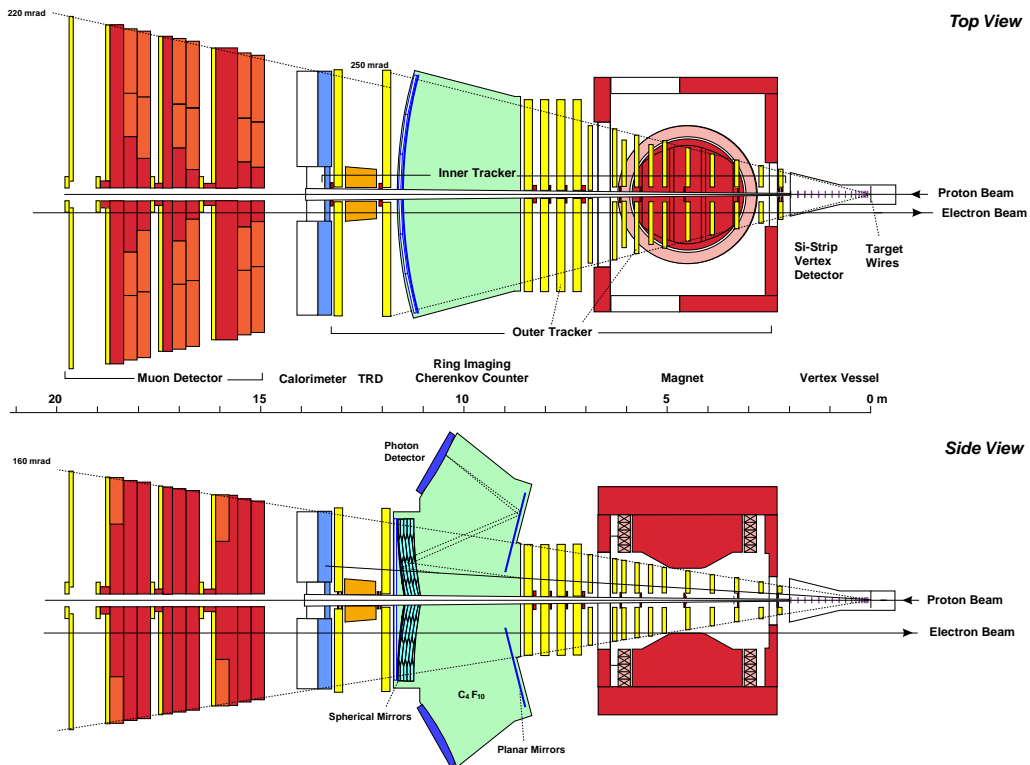 220 mrad
Top View
250 mrad
Inner Tracker
Proton Beam
Electron Beam
Si-Strip
Vertex
Detector
Target
Wires
Outer Tracker
Muon Detector
Calorimeter
TRD
Ring Imaging
Cherenkov Counter
Magnet
Vertex Vessel
20
15
10
5
0 m
Side View
160 mrad
Photon
Detector
Proton Beam
Electron Beam
C₄ F₁₀
Spherical Mirrors
Planar Mirrors